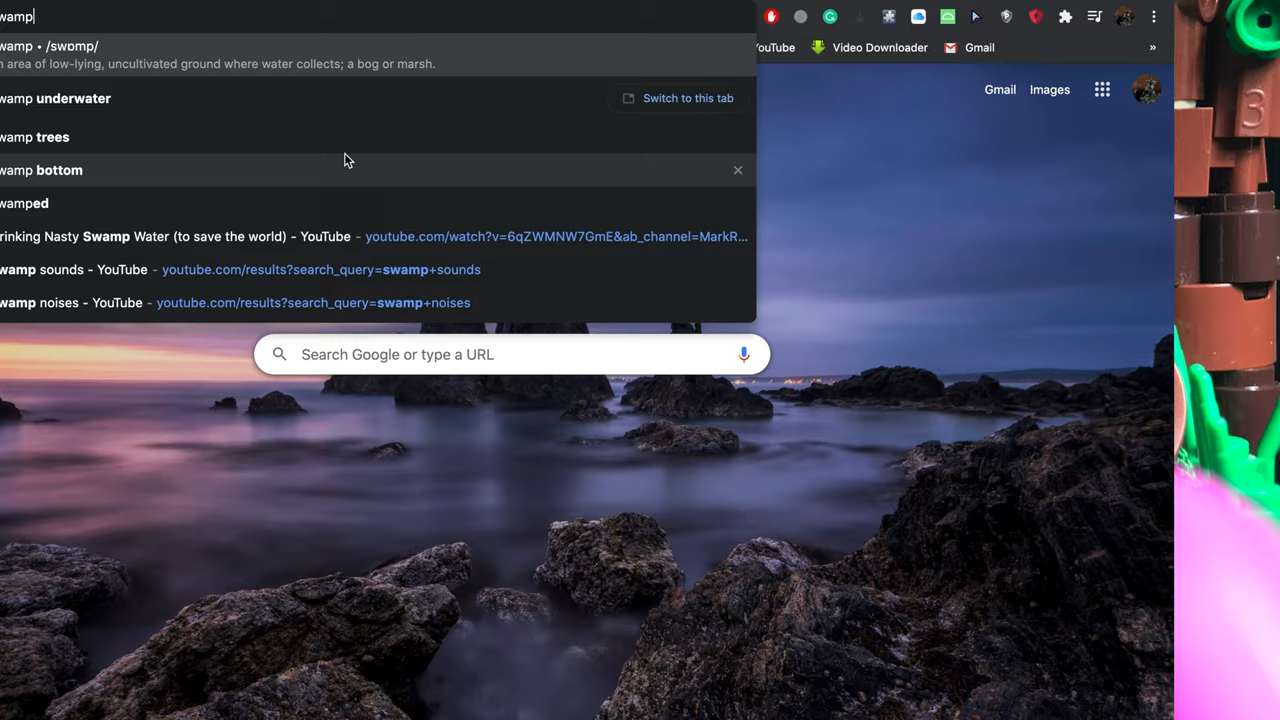 wamp
YouTube
Video Downloader
Gmail
»
wamp • /swɒmp/
n area of low-lying, uncultivated ground where water collects; a bog or marsh.
wamp underwater
Switch to this tab
wamp trees
wamp bottom
wamped
rinking Nasty Swamp Water (to save the world) - YouTube - youtube.com/watch?v=6qZWMNW7GmE&ab_channel=MarkR...
wamp sounds - YouTube - youtube.com/results?search_query=swamp+sounds
wamp noises - YouTube - youtube.com/results?search_query=swamp+noises
Gmail
Images
Search Google or type a URL
3